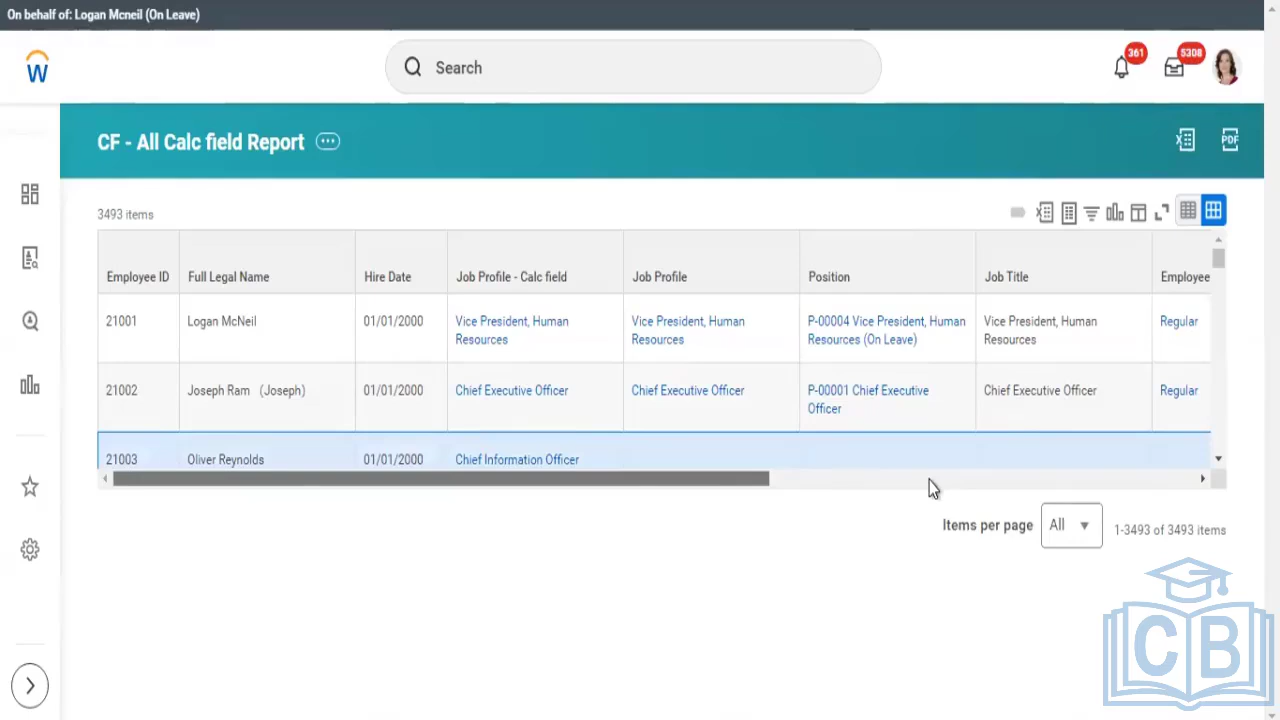 On behalf of: Logan Mcneil (On Leave)
W
Search
361
5308
CF - All Calc field Report
PDF
3493 items
Employee ID Full Legal Name Hire Date Job Profile - Calc field Job Profile Position Job Title Employee
21001 Logan McNeil 01/01/2000 Vice President, Human Resources Vice President, Human Resources P-00004 Vice President, Human Resources (On Leave) Vice President, Human Resources Regular
21002 Joseph Ram (Joseph) 01/01/2000 Chief Executive Officer Chief Executive Officer P-00001 Chief Executive Officer Chief Executive Officer Regular
21003 Oliver Reynolds 01/01/2000 Chief Information Officer
Items per page All 1-3493 of 3493 items
CB